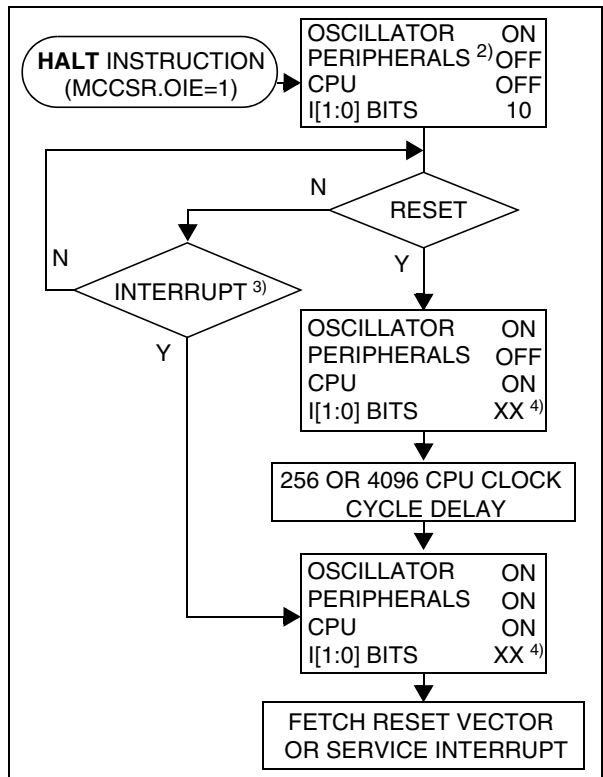 HALT INSTRUCTION
(MCCSR.OIE=1)
OSCILLATOR ON
PERIPHERALS 2) OFF
CPU OFF
I[1:0] BITS 10
N
RESET
N
INTERRUPT 3)
Y
Y
OSCILLATOR ON
PERIPHERALS OFF
CPU ON
I[1:0] BITS XX 4)
256 OR 4096 CPU CLOCK
CYCLE DELAY
OSCILLATOR ON
PERIPHERALS ON
CPU ON
I[1:0] BITS XX 4)
FETCH RESET VECTOR
OR SERVICE INTERRUPT